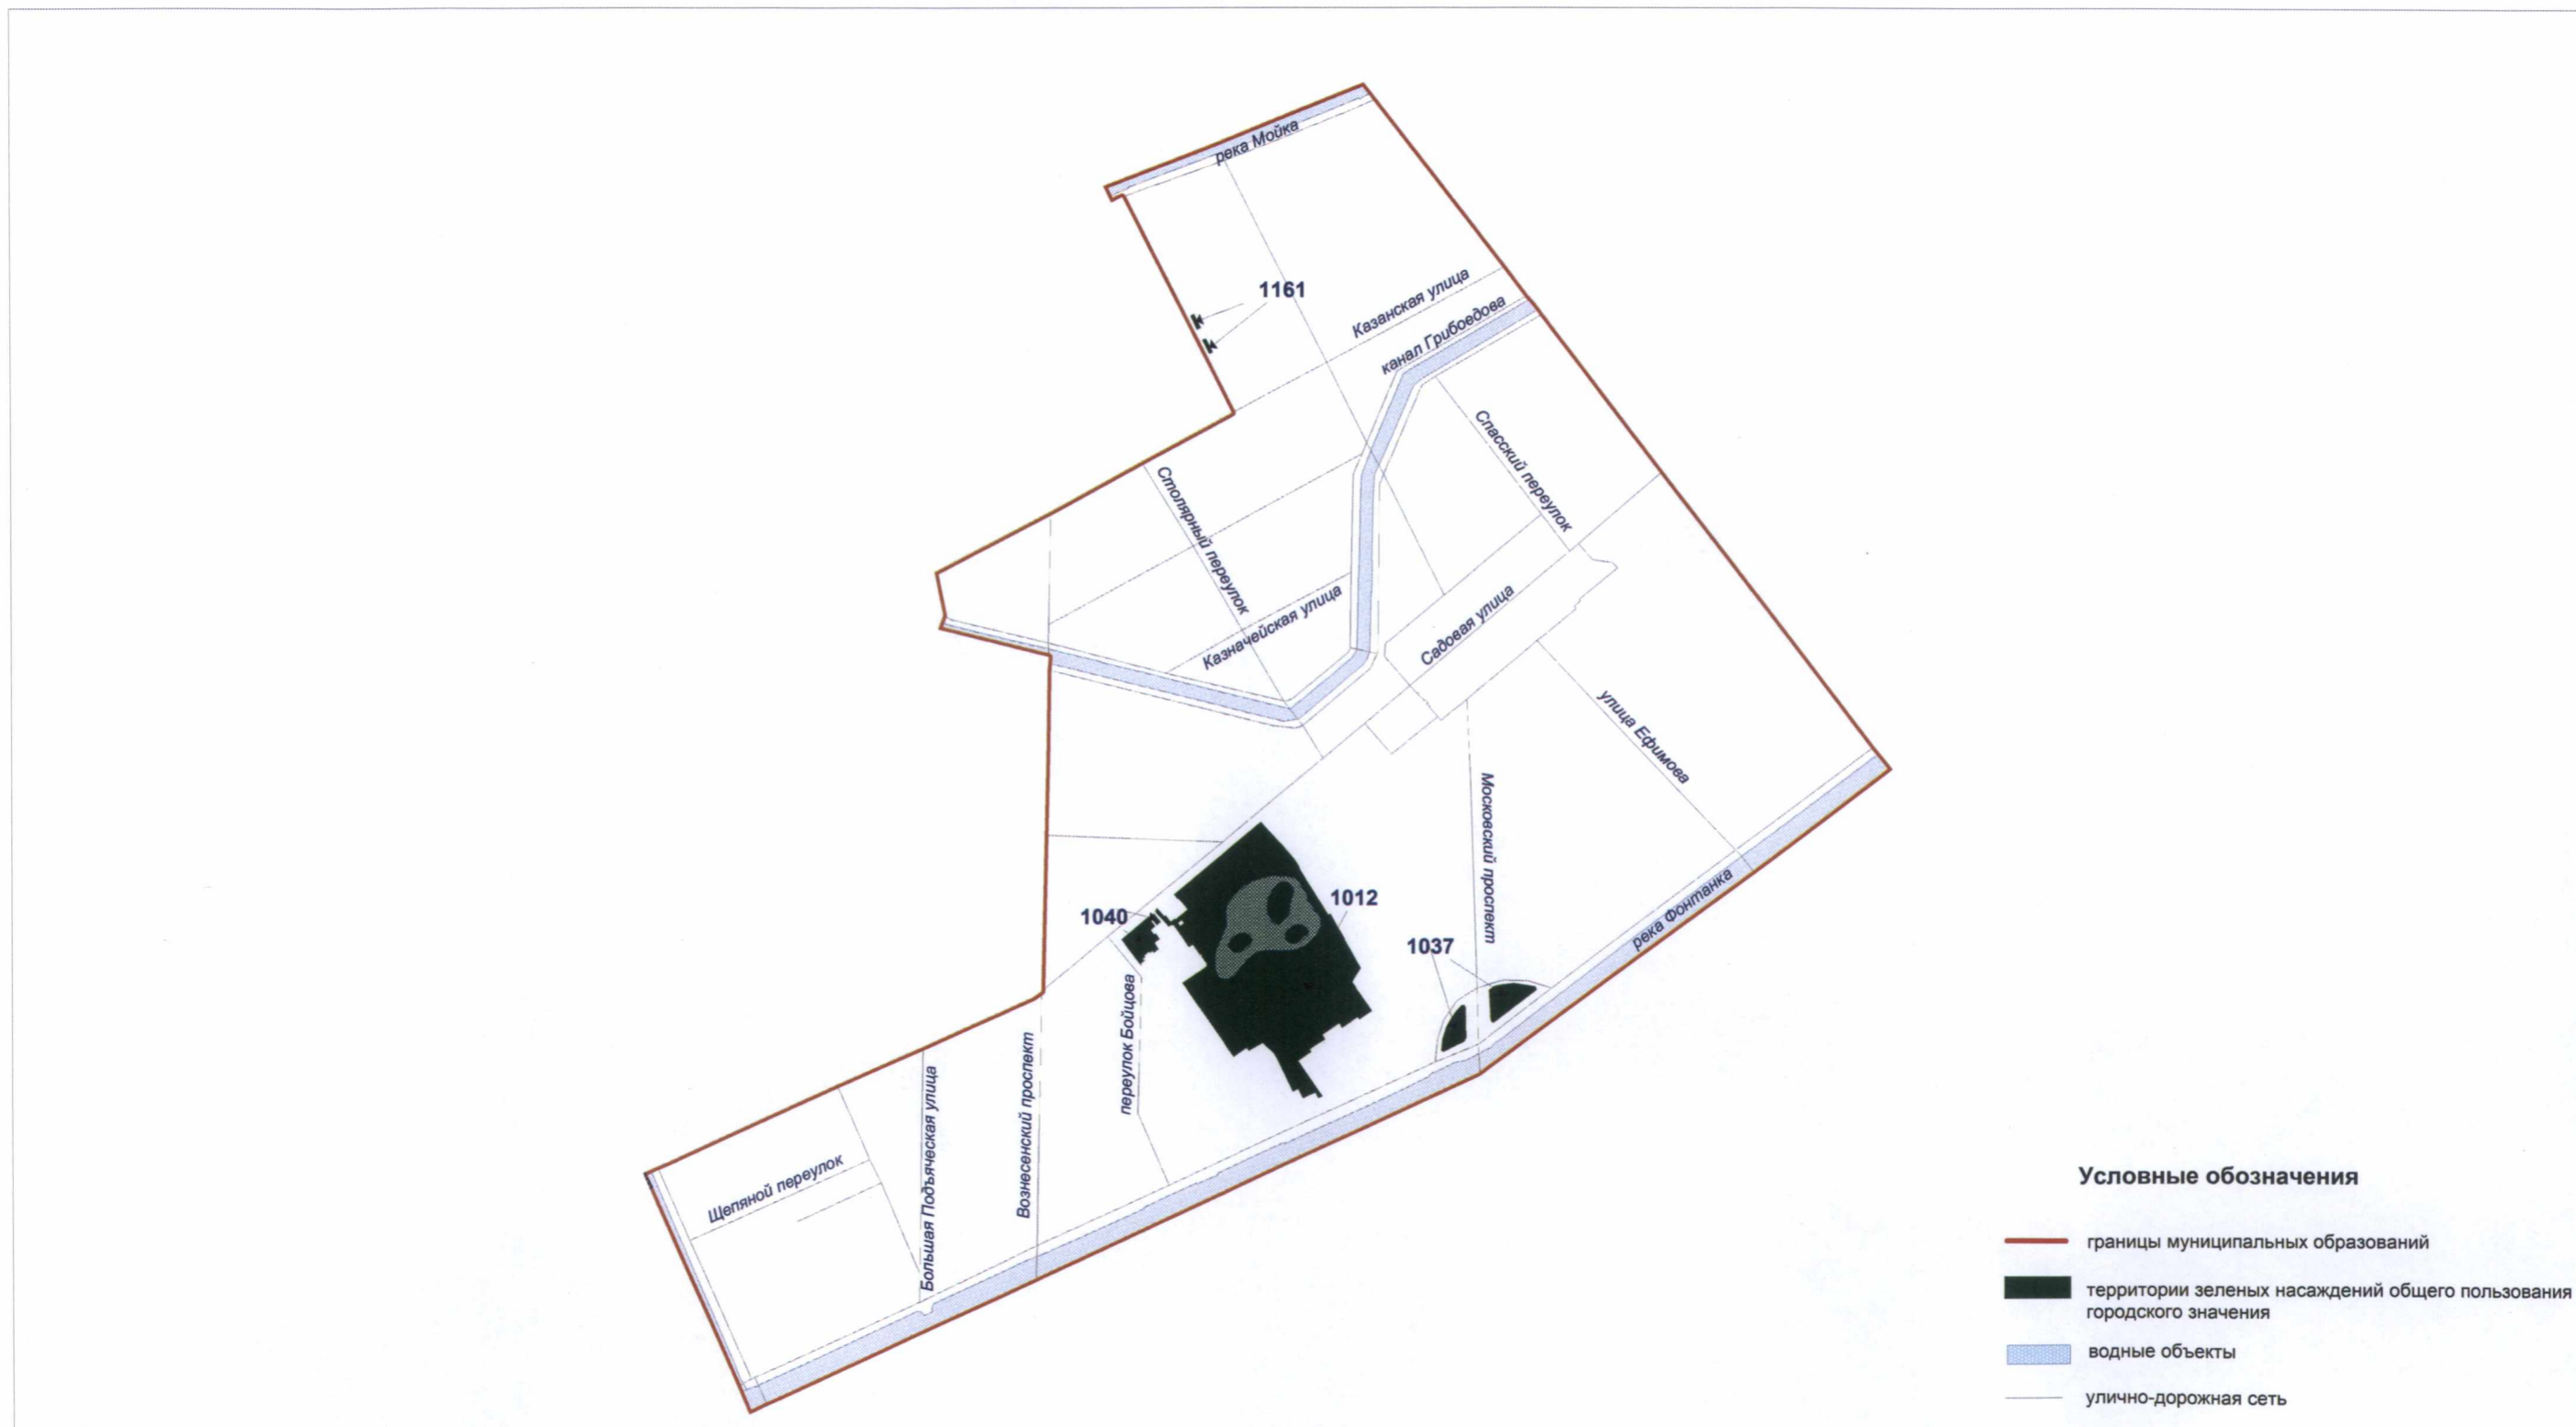 река Мойка
1161
Казанская улица
канал Грибоедова
Спасский переулок
Столярный переулок
Казначейская улица
Садовая улица
улица Ефимова
Московский проспект
1012
1040
1037
река Фонтанка
переулок Бойцова
Вознесенский проспект
Большая Подъяческая улица
Щепяной переулок
Условные обозначения
границы муниципальных образований
территории зеленых насаждений общего пользования
городского значения
водные объекты
улично-дорожная сеть